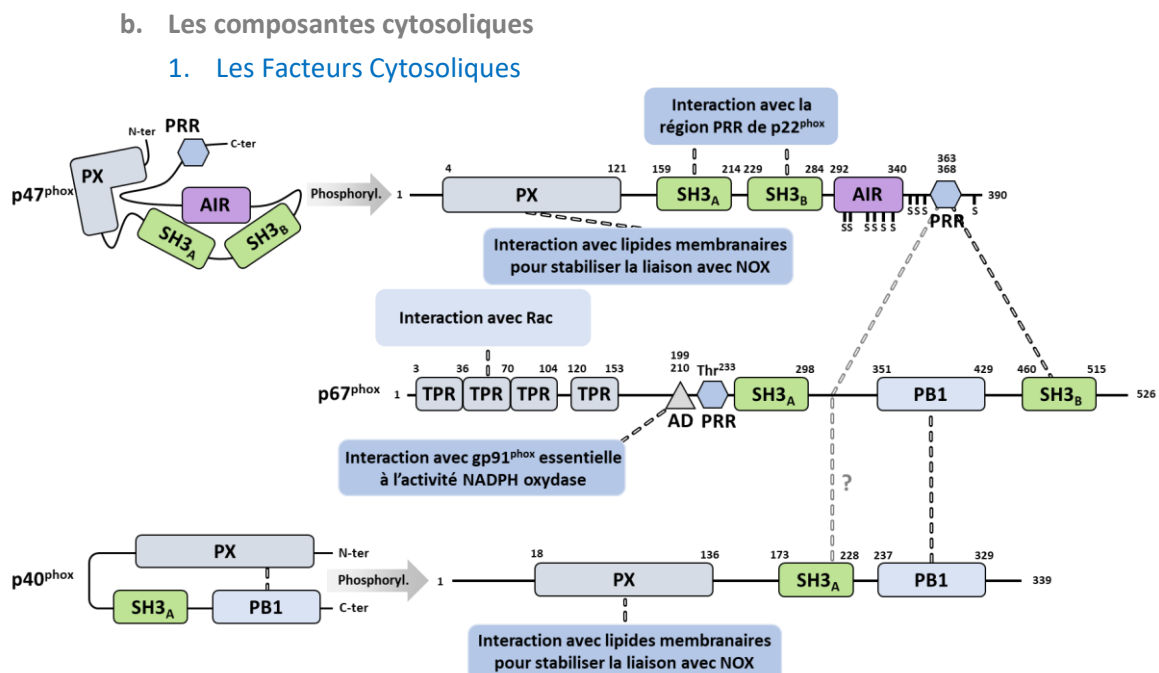 b. Les composantes cytosoliques
1. Les Facteurs Cytosoliques
p47phox
N-ter
PRR
C-ter
PX
AIR
SH3A
SH3B
Phosphoryl.
Interaction avec la
région PRR de p22phox
1
4
121
159
214
229
284
292
340
363
368
390
PX
SH3A
SH3B
AIR
PRR
SS
SSSS
SSS
S
Interaction avec lipides membranaires
pour stabiliser la liaison avec NOX
Interaction avec Rac
p67phox
1
3
36
70
104
120
153
199
210
Thr233
298
351
429
460
515
526
TPR
TPR
TPR
TPR
AD
PRR
SH3A
PB1
SH3B
Interaction avec gp91phox essentielle
à l'activité NADPH oxydase
?
p40phox
PX
N-ter
SH3A
PB1
C-ter
Phosphoryl.
1
18
136
173
228
237
329
339
PX
SH3A
PB1
Interaction avec lipides membranaires
pour stabiliser la liaison avec NOX